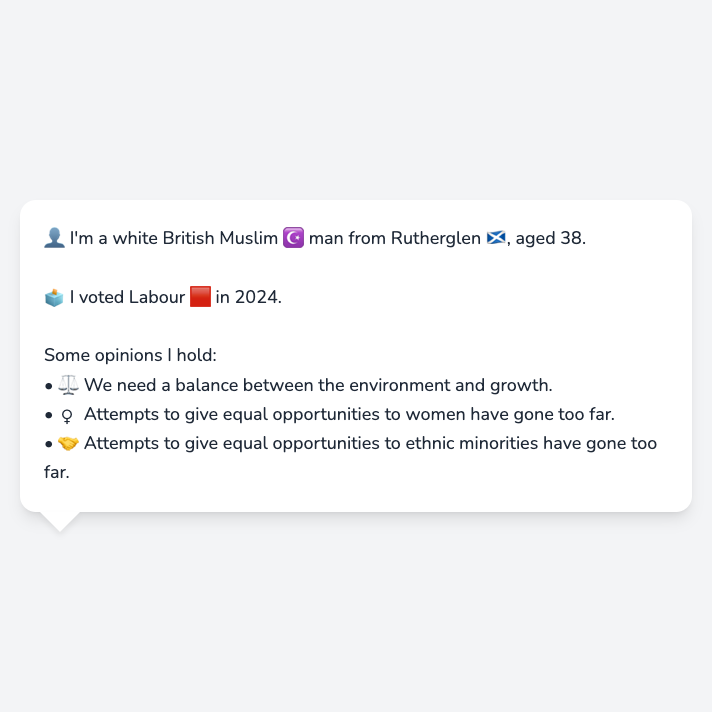 👤 I'm a white British Muslim ☪️ man from Rutherglen 🏴󠁧󠁢󠁳󠁣󠁴󠁿, aged 38.
🗳️ I voted Labour 🟥 in 2024.
Some opinions I hold:
• ⚖️ We need a balance between the environment and growth.
• ♀ Attempts to give equal opportunities to women have gone too far.
• 🤝 Attempts to give equal opportunities to ethnic minorities have gone too
far.